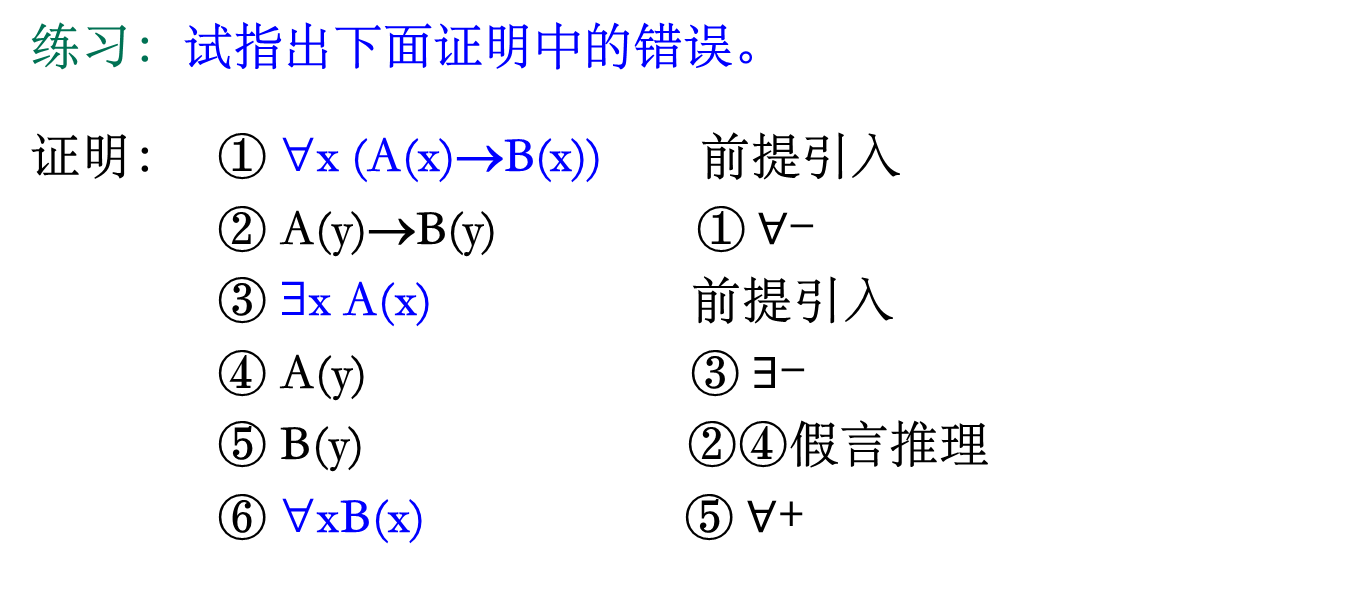 练习：试指出下面证明中的错误。
证明： ① ∀x (A(x)→B(x)) 前提引入
② A(y)→B(y) ① ∀−
③ ∃x A(x) 前提引入
④ A(y) ③ ∃−
⑤ B(y) ②④假言推理
⑥ ∀xB(x) ⑤ ∀+